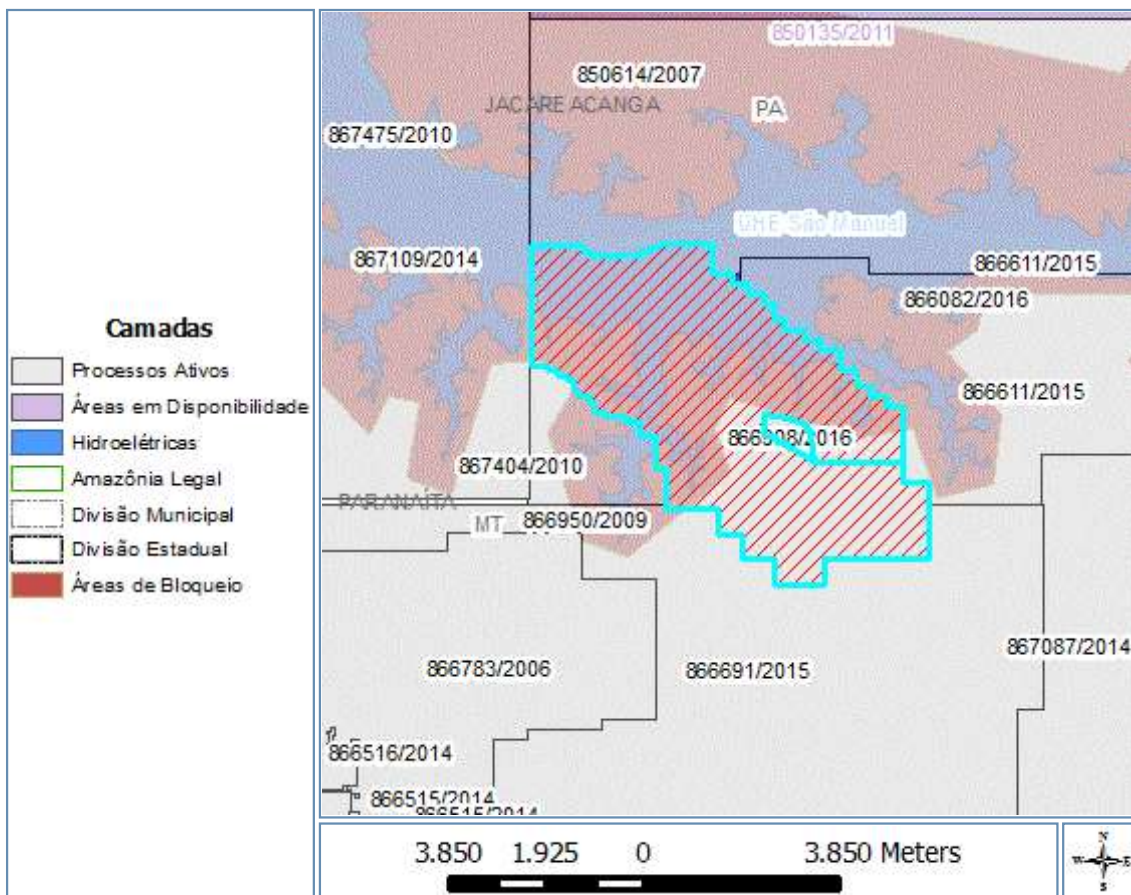 Camadas
Processos Ativos
Áreas em Disponibilidade
Hidroelétricas
Amazônia Legal
Divisão Municipal
Divisão Estadual
Áreas de Bloqueio
850135/2011
850614/2007
JACAREACANGA
PA
867475/2010
UHE São Manuel
867109/2014
866611/2015
866082/2016
866611/2015
867404/2010
PARANAÍTA
MT
866950/2009
867087/2014
866783/2006
866691/2015
866516/2014
866515/2014
866515/2014
3.850 1.925 0 3.850 Meters
N
W E
S